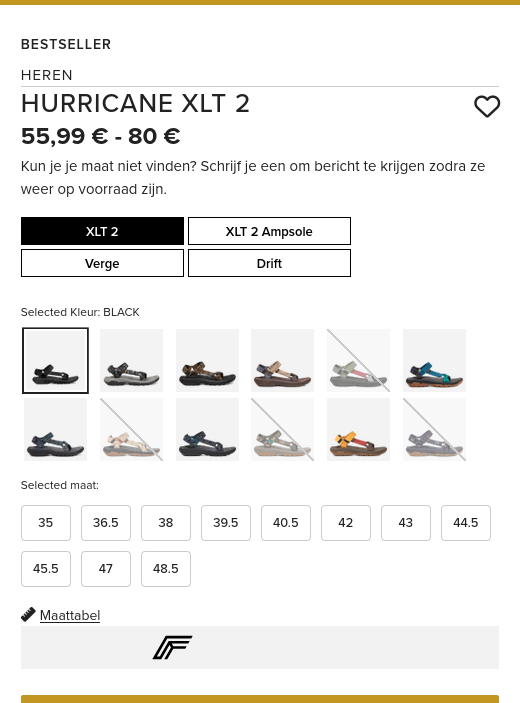 BESTSELLER
HEREN
HURRICANE XLT 2
55,99 € - 80 €
Kun je je maat niet vinden? Schrijf je een om bericht te krijgen zodra ze
weer op voorraad zijn.
XLT 2
XLT 2 Ampsole
Verge
Drift
Selected Kleur: BLACK
Selected maat:
35 36.5 38 39.5 40.5 42 43 44.5
45.5 47 48.5
Maattabel